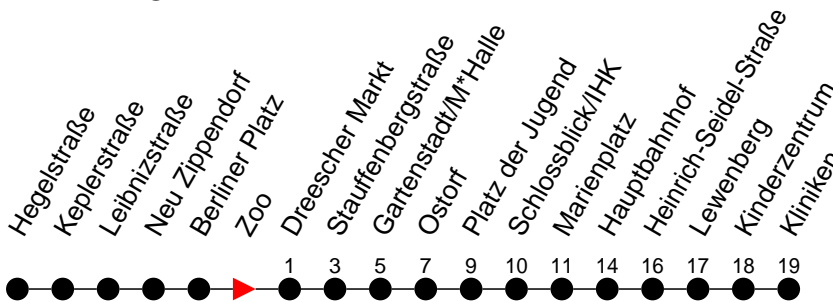 Hegelstraße
Keplerstraße
Leibnizstraße
Neu Zippendorf
Berliner Platz
Zoo
Dreescher Markt
Stauffenbergstraße
Gartenstadt/M*Halle
Ostorf
Platz der Jugend
Schlossblick/IHK
Marienplatz
Hauptbahnhof
Heinrich-Seidel-Straße
Lewenberg
Kinderzentrum
Kliniken
1 3 5 7 9 10 11 14 16 17 18 19